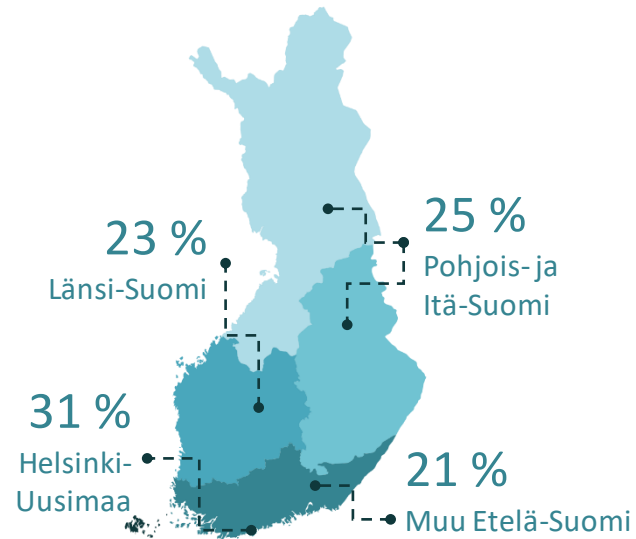 25 %
Pohjois- ja
Itä-Suomi
23 %
Länsi-Suomi
31 %
Helsinki-
Uusimaa
21 %
Muu Etelä-Suomi